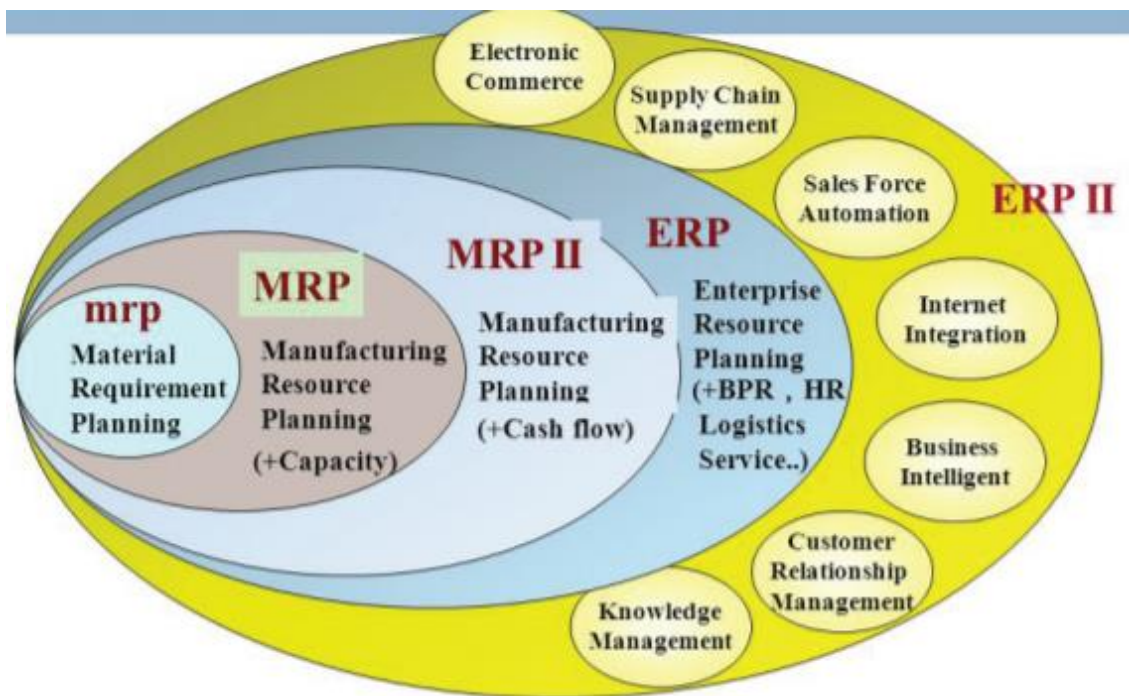 mrp
Material
Requirement
Planning
MRP
Manufacturing
Resource
Planning
(+Capacity)
MRP II
Manufacturing
Resource
Planning
(+Cash flow)
ERP
Enterprise
Resource
Planning
(+BPR , HR
Logistics
Service..)
ERP II
Electronic
Commerce
Supply Chain
Management
Sales Force
Automation
Internet
Integration
Business
Intelligent
Customer
Relationship
Management
Knowledge
Management